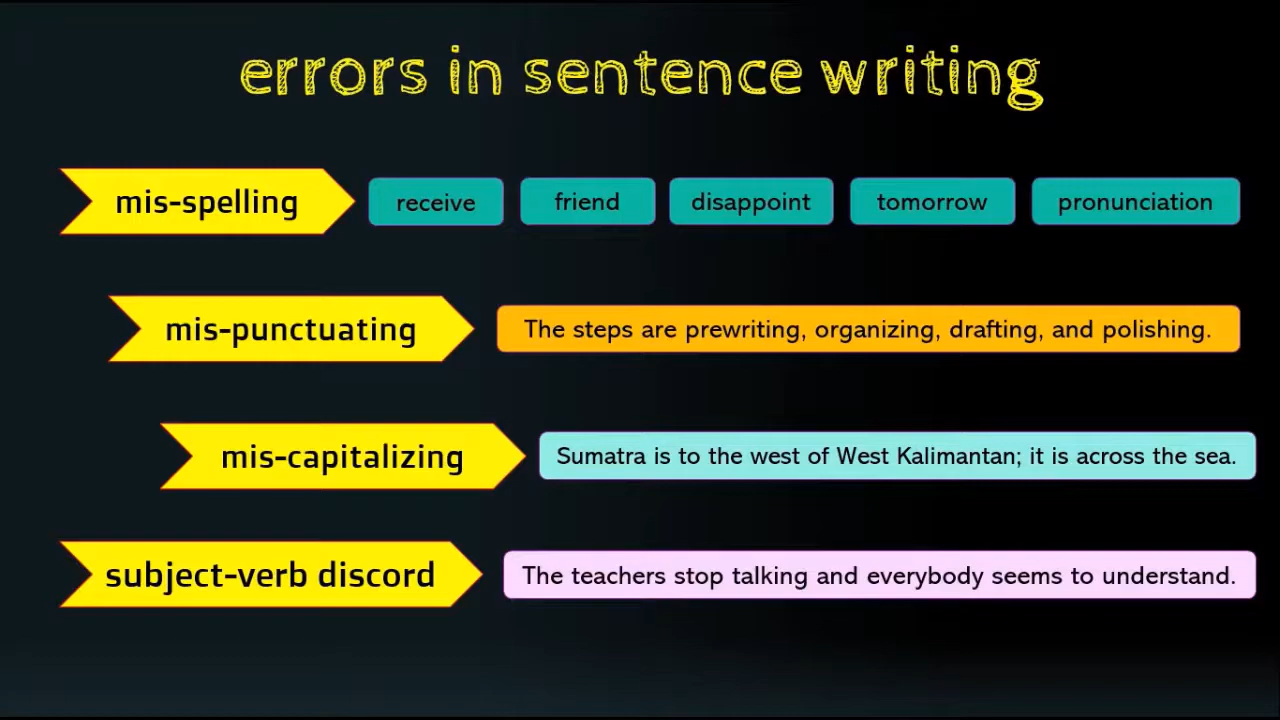 errors in sentence writing
mis-spelling receive friend disappoint tomorrow pronunciation
mis-punctuating The steps are prewriting, organizing, drafting, and polishing.
mis-capitalizing Sumatra is to the west of West Kalimantan; it is across the sea.
subject-verb discord The teachers stop talking and everybody seems to understand.